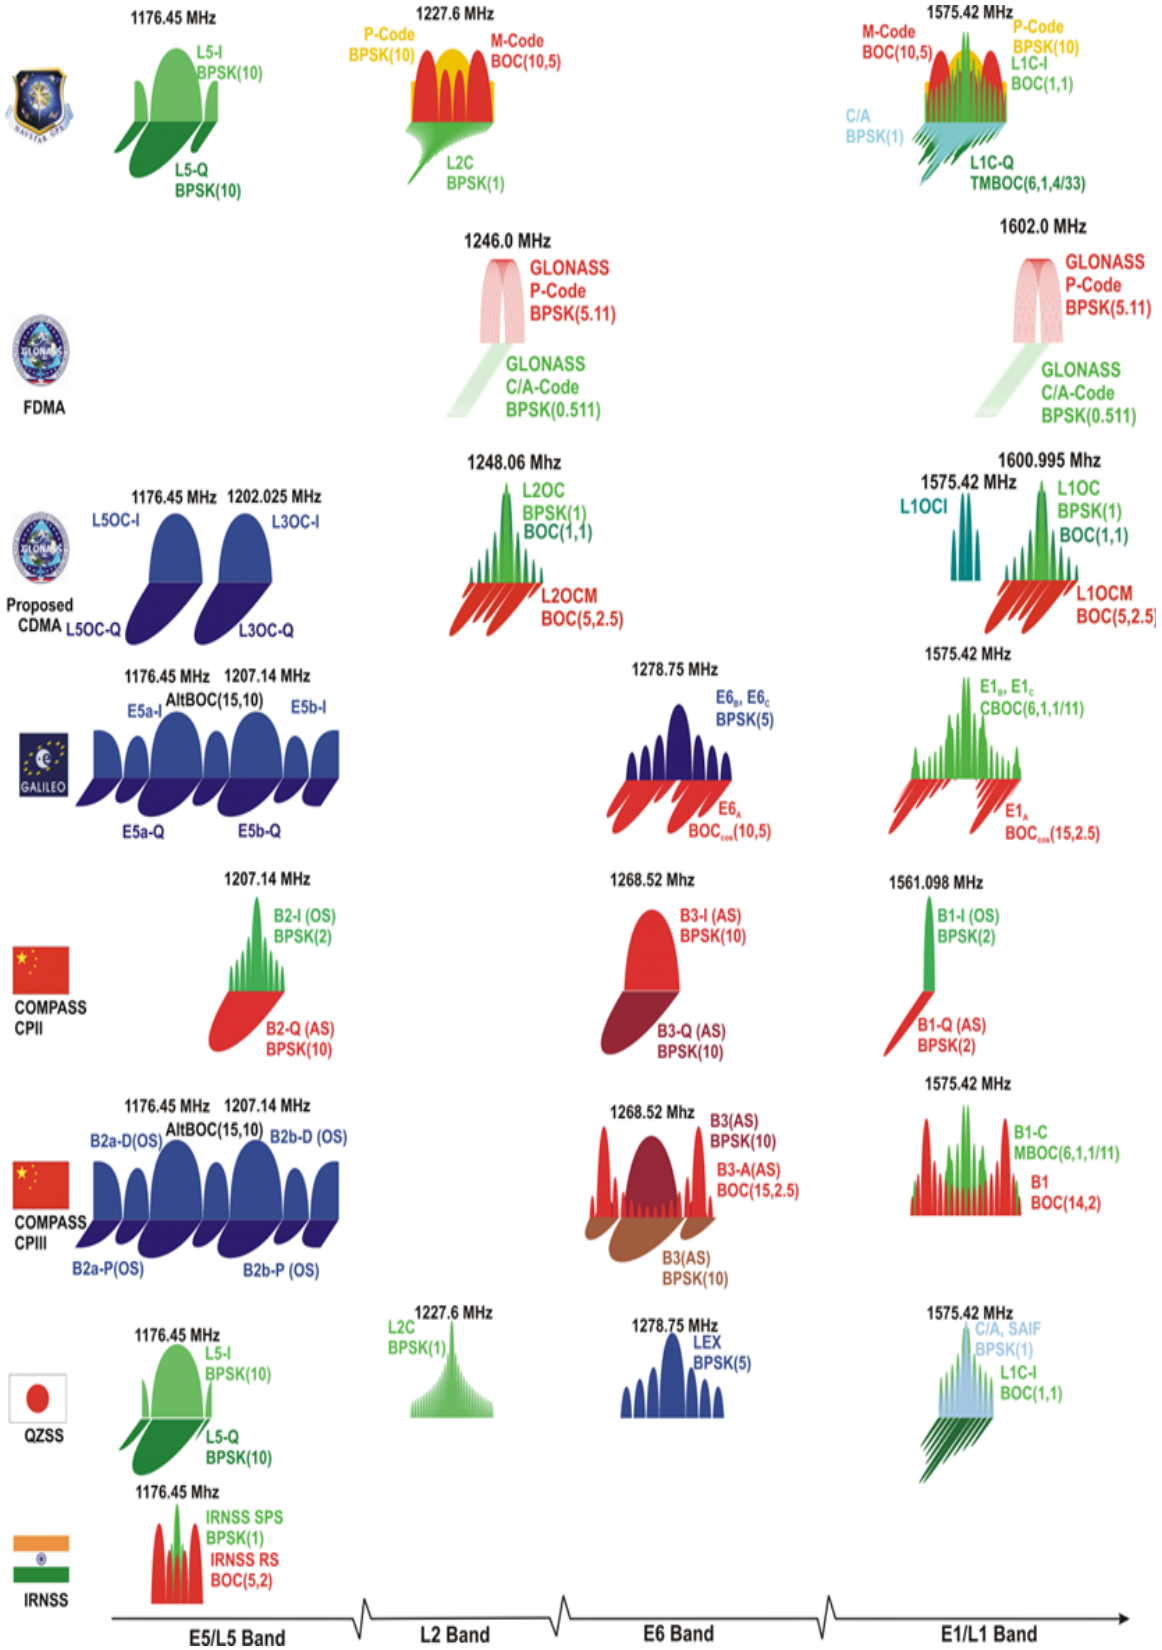 1176.45 MHz
L5-I
BPSK(10)
L5-Q
BPSK(10)
1227.6 MHz
P-Code
BPSK(10)
M-Code
BOC(10,5)
L2C
BPSK(1)
1575.42 MHz
M-Code
BOC(10,5)
P-Code
BPSK(10)
L1C-I
BOC(1,1)
C/A
BPSK(1)
L1C-Q
TMBOC(6,1,4/33)
NAVSTAR GPS
1246.0 MHz
GLONASS
P-Code
BPSK(5.11)
GLONASS
C/A-Code
BPSK(0.511)
1602.0 MHz
GLONASS
P-Code
BPSK(5.11)
GLONASS
C/A-Code
BPSK(0.511)
GLONASS
FDMA
1176.45 MHz
1202.025 MHz
L5OC-I
L3OC-I
L5OC-Q
L3OC-Q
1248.06 Mhz
L2OC
BPSK(1)
BOC(1,1)
L2OCM
BOC(5,2.5)
1575.42 MHz
L1OCI
1600.995 Mhz
L1OC
BPSK(1)
BOC(1,1)
L1OCM
BOC(5,2.5)
GLONASS
Proposed
CDMA
1176.45 MHz
1207.14 MHz
AltBOC(15,10)
E5a-I
E5b-I
E5a-Q
E5b-Q
1278.75 MHz
E6B, E6C
BPSK(5)
E6A
BOCcos(10,5)
1575.42 MHz
E1B, E1C
CBOC(6,1,1/11)
E1A
BOCcos(15,2.5)
GALILEO
1207.14 MHz
B2-I (OS)
BPSK(2)
B2-Q (AS)
BPSK(10)
1268.52 Mhz
B3-I (AS)
BPSK(10)
B3-Q (AS)
BPSK(10)
1561.098 MHz
B1-I (OS)
BPSK(2)
B1-Q (AS)
BPSK(2)
COMPASS
CPII
1176.45 MHz
1207.14 MHz
AltBOC(15,10)
B2a-D(OS)
B2b-D (OS)
B2a-P(OS)
B2b-P (OS)
1268.52 Mhz
B3(AS)
BPSK(10)
B3-A(AS)
BOC(15,2.5)
B3(AS)
BPSK(10)
1575.42 MHz
B1-C
MBOC(6,1,1/11)
B1
BOC(14,2)
COMPASS
CPIII
1176.45 MHz
L5-I
BPSK(10)
L5-Q
BPSK(10)
1227.6 MHz
L2C
BPSK(1)
1278.75 MHz
LEX
BPSK(5)
1575.42 MHz
C/A, SAIF
BPSK(1)
L1C-I
BOC(1,1)
QZSS
1176.45 Mhz
IRNSS SPS
BPSK(1)
IRNSS RS
BOC(5,2)
IRNSS
E5/L5 Band
L2 Band
E6 Band
E1/L1 Band